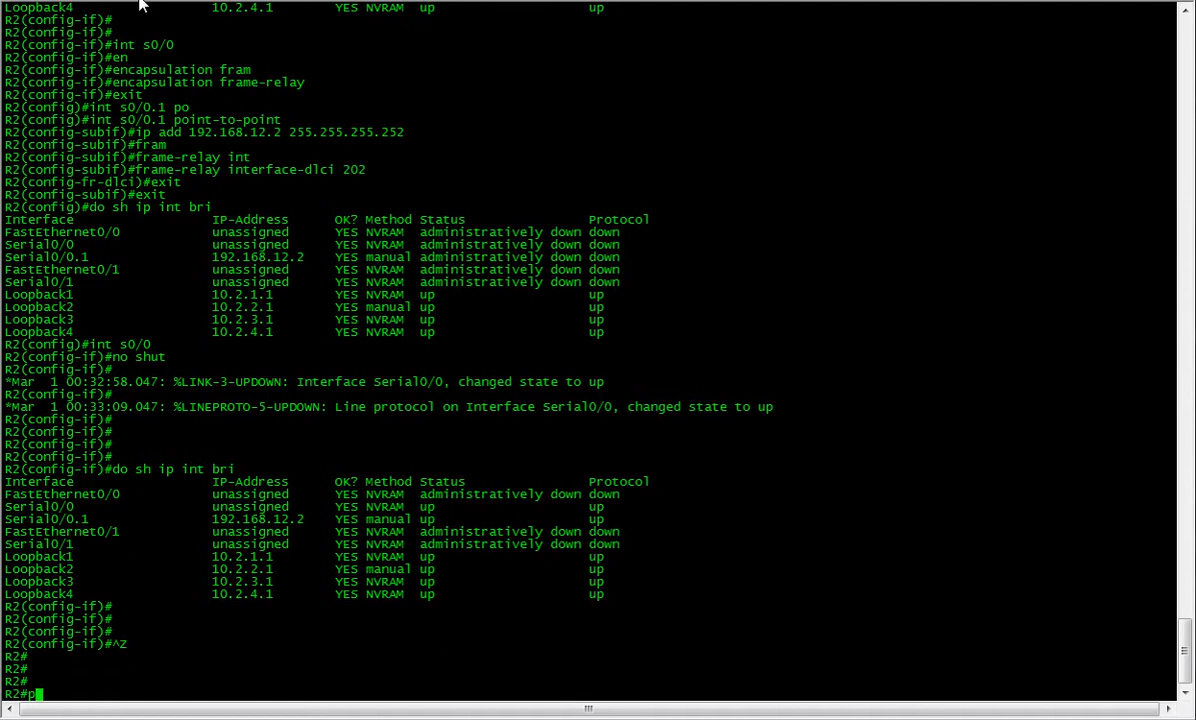 Loopback4                  10.2.4.1        YES NVRAM  up                    up
R2(config-if)#
R2(config-if)#
R2(config-if)#int s0/0
R2(config-if)#en
R2(config-if)#encapsulation fram
R2(config-if)#encapsulation frame-relay
R2(config-if)#exit
R2(config)#int s0/0.1 po
R2(config)#int s0/0.1 point-to-point
R2(config-subif)#ip add 192.168.12.2 255.255.255.252
R2(config-subif)#fram
R2(config-subif)#frame-relay int
R2(config-subif)#frame-relay interface-dlci 202
R2(config-fr-dlci)#exit
R2(config-subif)#exit
R2(config)#do sh ip int bri
Interface                  IP-Address      OK? Method Status                Protocol
FastEthernet0/0            unassigned      YES NVRAM  administratively down down
Serial0/0                  unassigned      YES NVRAM  administratively down down
Serial0/0.1                192.168.12.2    YES manual administratively down down
FastEthernet0/1            unassigned      YES NVRAM  administratively down down
Serial0/1                  unassigned      YES NVRAM  administratively down down
Loopback1                  10.2.1.1        YES NVRAM  up                    up
Loopback2                  10.2.2.1        YES manual up                    up
Loopback3                  10.2.3.1        YES NVRAM  up                    up
Loopback4                  10.2.4.1        YES NVRAM  up                    up
R2(config)#int s0/0
R2(config-if)#no shut
R2(config-if)#
*Mar  1 00:32:58.047: %LINK-3-UPDOWN: Interface Serial0/0, changed state to up
R2(config-if)#
*Mar  1 00:33:09.047: %LINEPROTO-5-UPDOWN: Line protocol on Interface Serial0/0, changed state to up
R2(config-if)#
R2(config-if)#
R2(config-if)#
R2(config-if)#
R2(config-if)#do sh ip int bri
Interface                  IP-Address      OK? Method Status                Protocol
FastEthernet0/0            unassigned      YES NVRAM  administratively down down
Serial0/0                  unassigned      YES NVRAM  up                    up
Serial0/0.1                192.168.12.2    YES manual up                    up
FastEthernet0/1            unassigned      YES NVRAM  administratively down down
Serial0/1                  unassigned      YES NVRAM  administratively down down
Loopback1                  10.2.1.1        YES NVRAM  up                    up
Loopback2                  10.2.2.1        YES manual up                    up
Loopback3                  10.2.3.1        YES NVRAM  up                    up
Loopback4                  10.2.4.1        YES NVRAM  up                    up
R2(config-if)#
R2(config-if)#
R2(config-if)#
R2(config-if)#^Z
R2#
R2#
R2#
R2#p